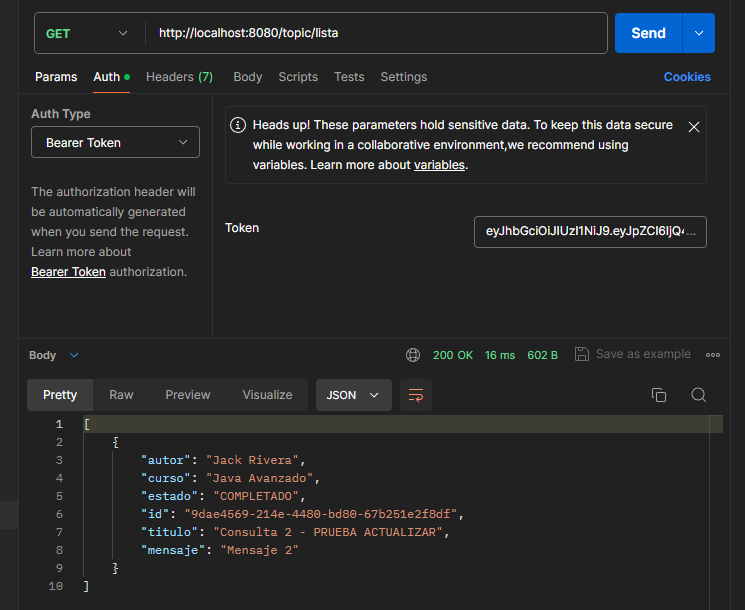 GET http://localhost:8080/topic/lista Send
Params Auth Headers (7) Body Scripts Tests Settings Cookies
Auth Type
Bearer Token
The authorization header will
be automatically generated
when you send the request.
Learn more about
Bearer Token authorization.
Heads up! These parameters hold sensitive data. To keep this data secure
while working in a collaborative environment,we recommend using
variables. Learn more about variables.
Token eyJhbGciOiJIUzI1NiJ9.eyJpZCI6IjQ4...
Body 200 OK 16 ms 602 B Save as example
Pretty Raw Preview Visualize JSON
1 [
2 {
3 "autor": "Jack Rivera",
4 "curso": "Java Avanzado",
5 "estado": "COMPLETADO",
6 "id": "9dae4569-214e-4480-bd80-67b251e2f8df",
7 "titulo": "Consulta 2 - PRUEBA ACTUALIZAR",
8 "mensaje": "Mensaje 2"
9 }
10 ]